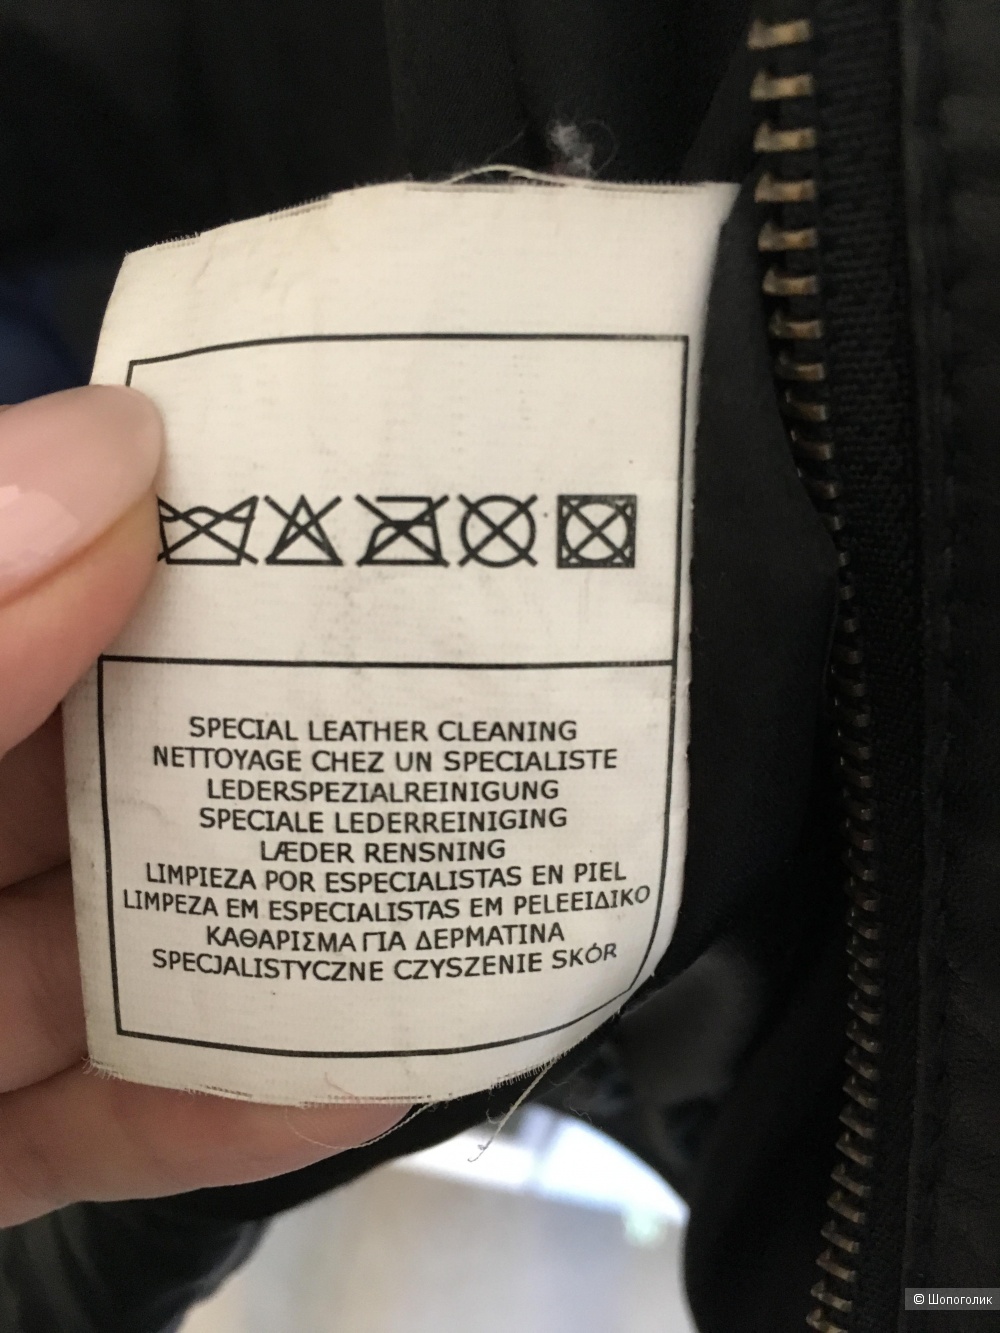 SPECIAL LEATHER CLEANING
NETTOYAGE CHEZ UN SPECIALISTE
LEDERSPEZIALREINIGUNG
SPECIALE LEDERREINIGING
LÆDER RENSNING
LIMPIEZA POR ESPECIALISTAS EN PIEL
LIMPEZA EM ESPECIALISTAS EM PELEEIΔIKO
ΚΑΘΑΡΙΣΜΑ ΓΙΑ ΔΕΡΜΑΤΙΝΑ
SPECJALISTYCZNE CZYSZENIE SKÓR
© Шопоголик